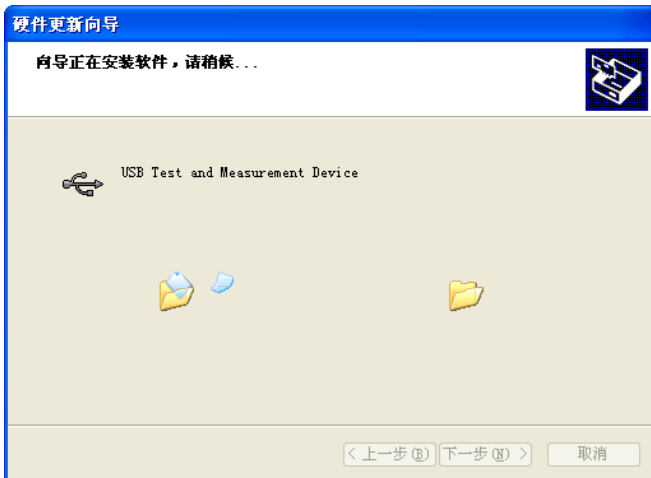 硬件更新向导
向导正在安装软件，请稍候...
USB Test and Measurement Device
< 上一步(B) 下一步(N) > 取消